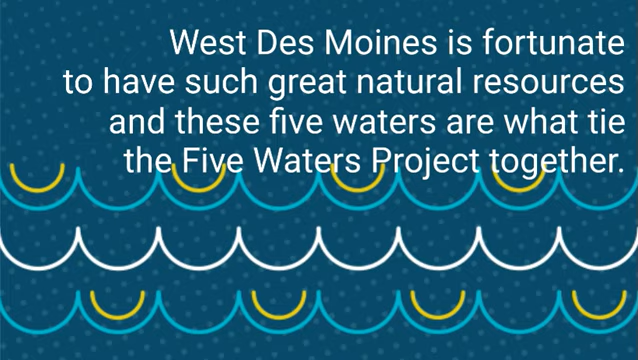 West Des Moines is fortunate
to have such great natural resources
and these five waters are what tie
the Five Waters Project together.